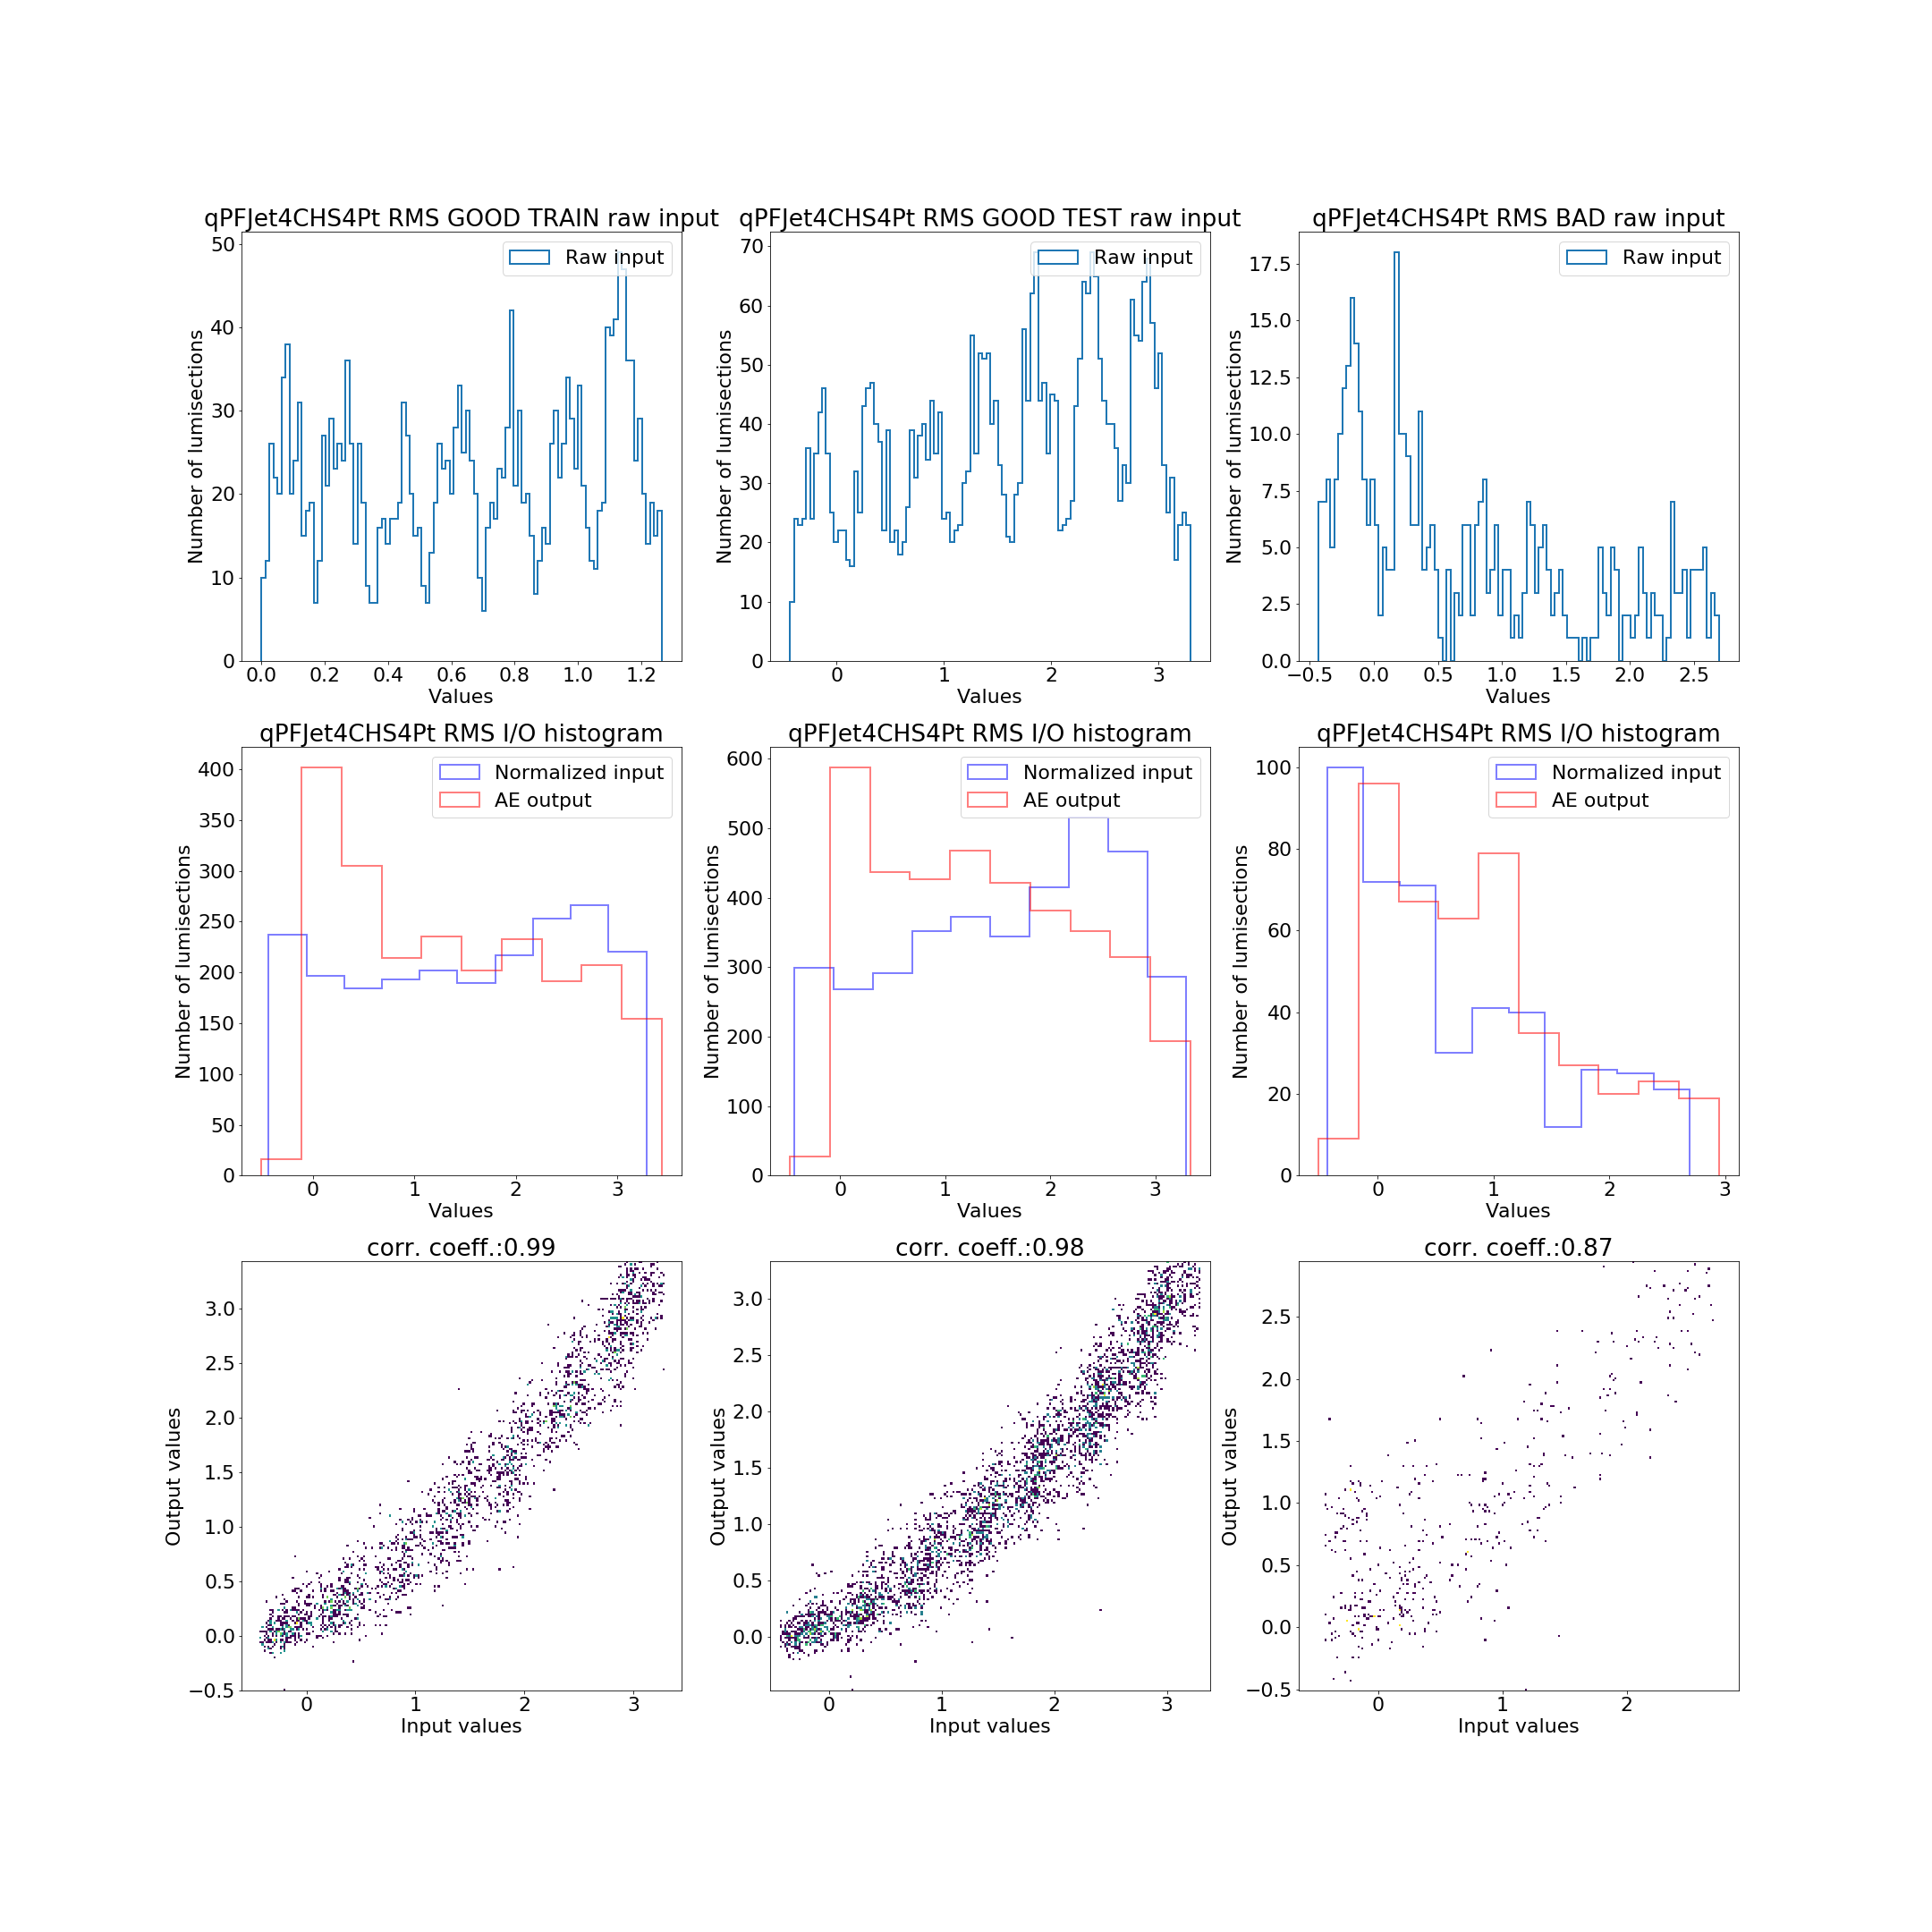 qPFJet4CHS4Pt RMS GOOD TRAIN raw input
Raw input
Number of lumisections
50
40
30
20
10
0
0.0 0.2 0.4 0.6 0.8 1.0 1.2
Values
qPFJet4CHS4Pt RMS GOOD TEST raw input
Raw input
Number of lumisections
70
60
50
40
30
20
10
0
0 1 2 3
Values
qPFJet4CHS4Pt RMS BAD raw input
Raw input
Number of lumisections
17.5
15.0
12.5
10.0
7.5
5.0
2.5
0.0
−0.5 0.0 0.5 1.0 1.5 2.0 2.5
Values
qPFJet4CHS4Pt RMS I/O histogram
Normalized input
AE output
Number of lumisections
400
350
300
250
200
150
100
50
0
0 1 2 3
Values
qPFJet4CHS4Pt RMS I/O histogram
Normalized input
AE output
Number of lumisections
600
500
400
300
200
100
0
0 1 2 3
Values
qPFJet4CHS4Pt RMS I/O histogram
Normalized input
AE output
Number of lumisections
100
80
60
40
20
0
0 1 2 3
Values
corr. coeff.:0.99
Output values
3.0
2.5
2.0
1.5
1.0
0.5
0.0
−0.5
0 1 2 3
Input values
corr. coeff.:0.98
Output values
3.0
2.5
2.0
1.5
1.0
0.5
0.0
0 1 2 3
Input values
corr. coeff.:0.87
Output values
2.5
2.0
1.5
1.0
0.5
0.0
−0.5
0 1 2
Input values